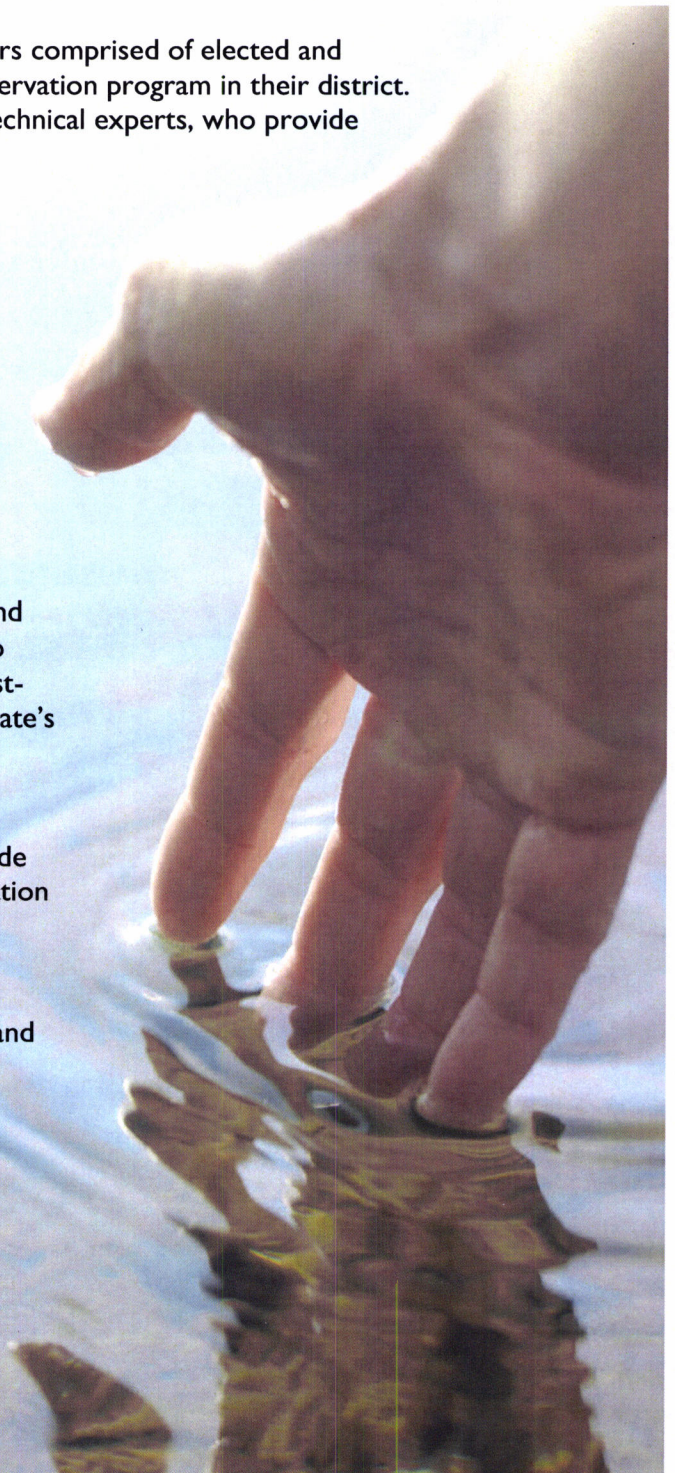 rs comprised of elected and
ervation program in their district.
echnical experts, who provide
nd
o
st-
ate's
de
tion
and